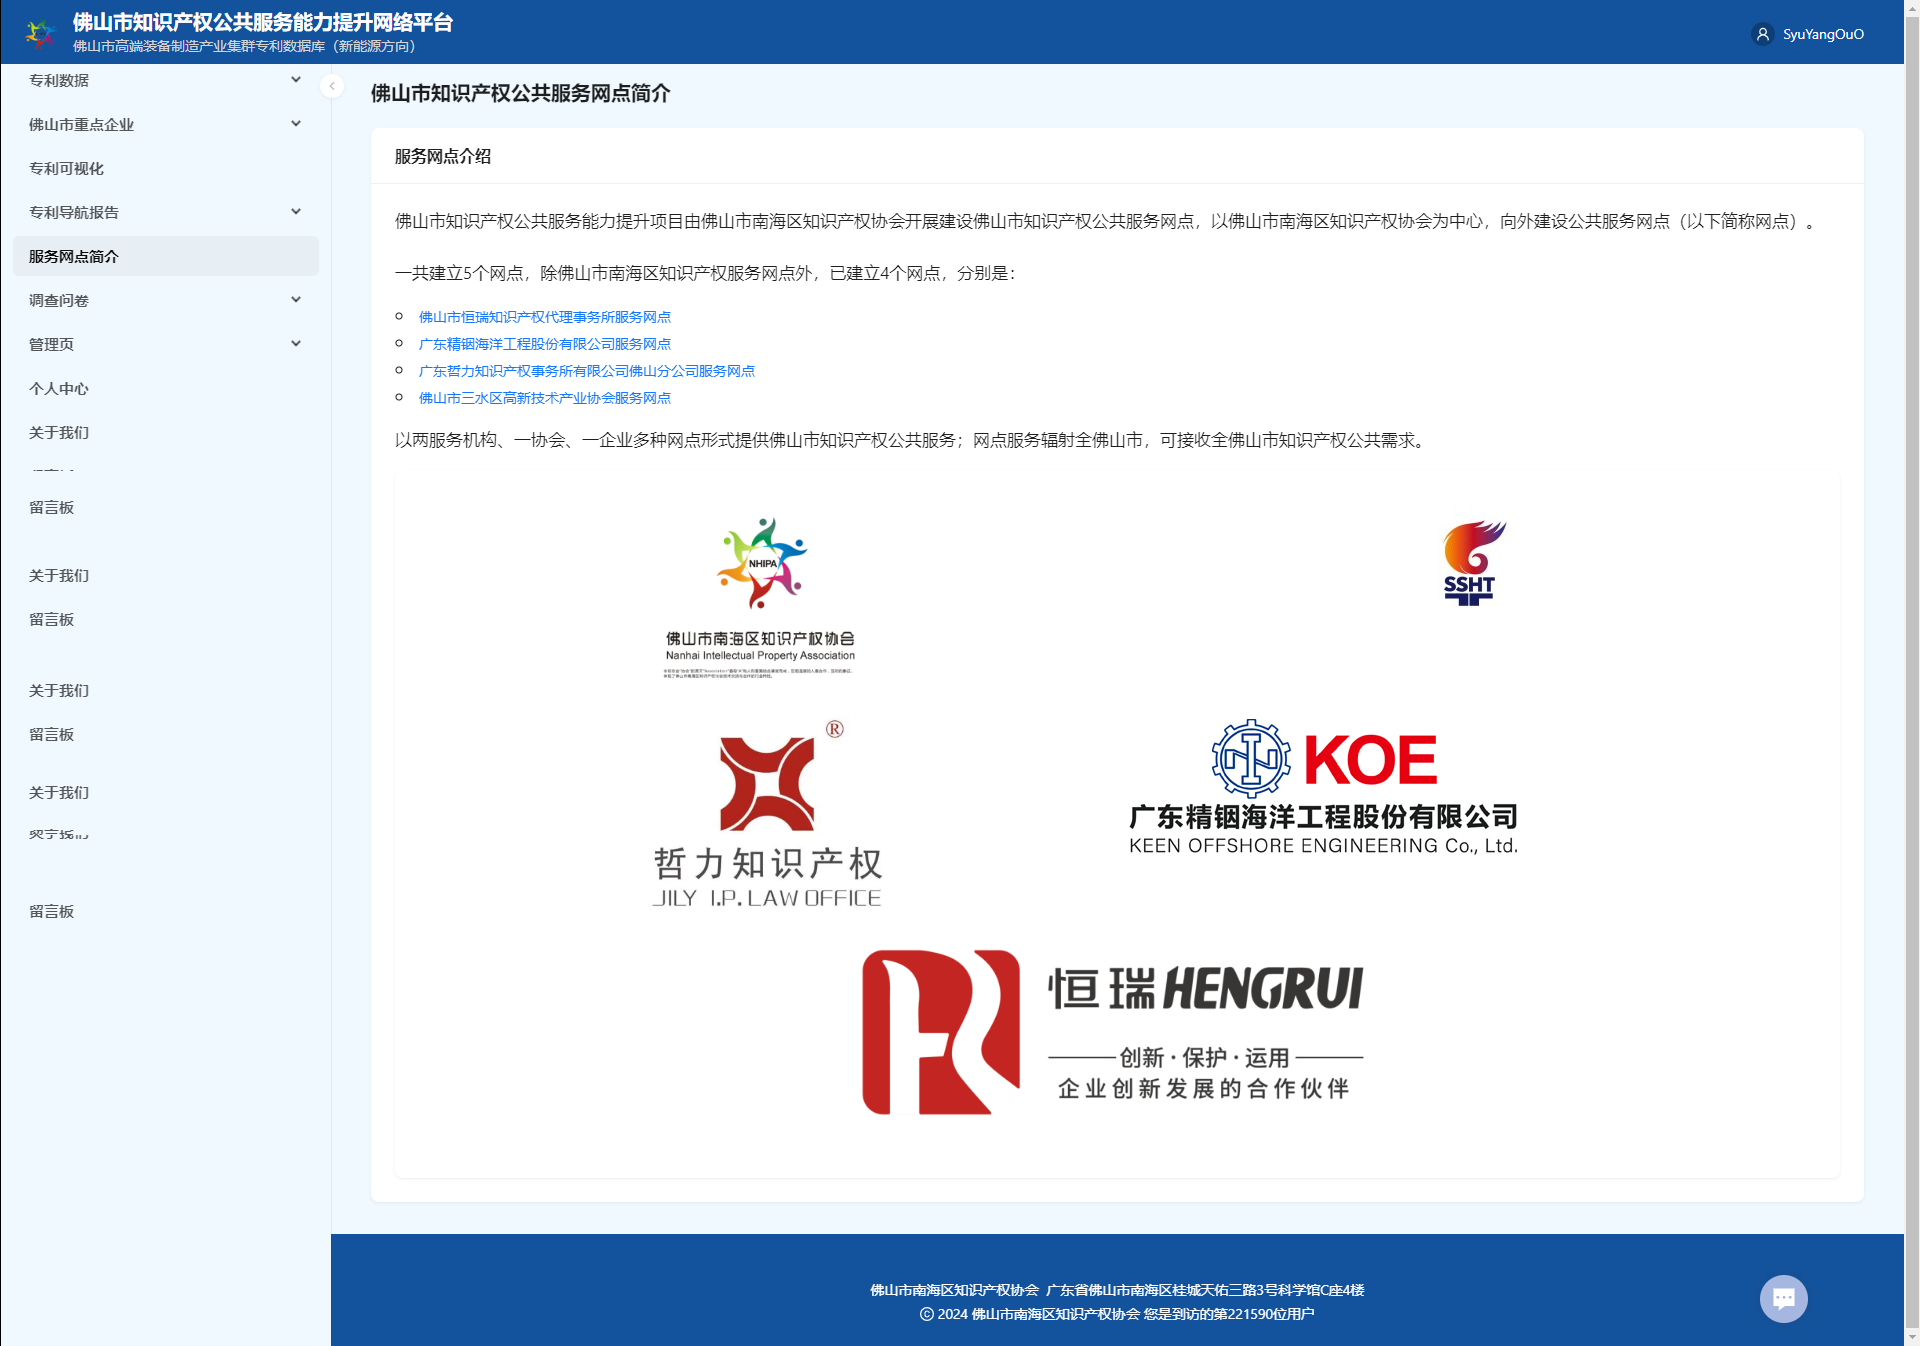 佛山市知识产权公共服务能力提升网络平台
佛山市高端装备制造产业集群专利数据库（新能源方向）
SyuYangOuO
专利数据
佛山市重点企业
专利可视化
专利导航报告
服务网点简介
调查问卷
管理页
个人中心
关于我们
留言板
关于我们
留言板
关于我们
留言板
关于我们
留言板
佛山市知识产权公共服务网点简介
服务网点介绍
佛山市知识产权公共服务能力提升项目由佛山市南海区知识产权协会开展建设佛山市知识产权公共服务网点，以佛山市南海区知识产权协会为中心，向外建设公共服务网点（以下简称网点）。
一共建立5个网点，除佛山市南海区知识产权服务网点外，已建立4个网点，分别是：
佛山市恒瑞知识产权代理事务所服务网点
广东精铟海洋工程股份有限公司服务网点
广东哲力知识产权事务所有限公司佛山分公司服务网点
佛山市三水区高新技术产业协会服务网点
以两服务机构、一协会、一企业多种网点形式提供佛山市知识产权公共服务；网点服务辐射全佛山市，可接收全佛山市知识产权公共需求。
NHIPA
佛山市南海区知识产权协会
Nanhai Intellectual Property Association
SSHT
®
哲力知识产权
JILY I.P. LAW OFFICE
KOE
广东精铟海洋工程股份有限公司
KEEN OFFSHORE ENGINEERING Co., Ltd.
恒瑞HENGRUI
创新·保护·运用
企业创新发展的合作伙伴
佛山市南海区知识产权协会 广东省佛山市南海区桂城天佑三路3号科学馆C座4楼
© 2024 佛山市南海区知识产权协会 您是到访的第221590位用户